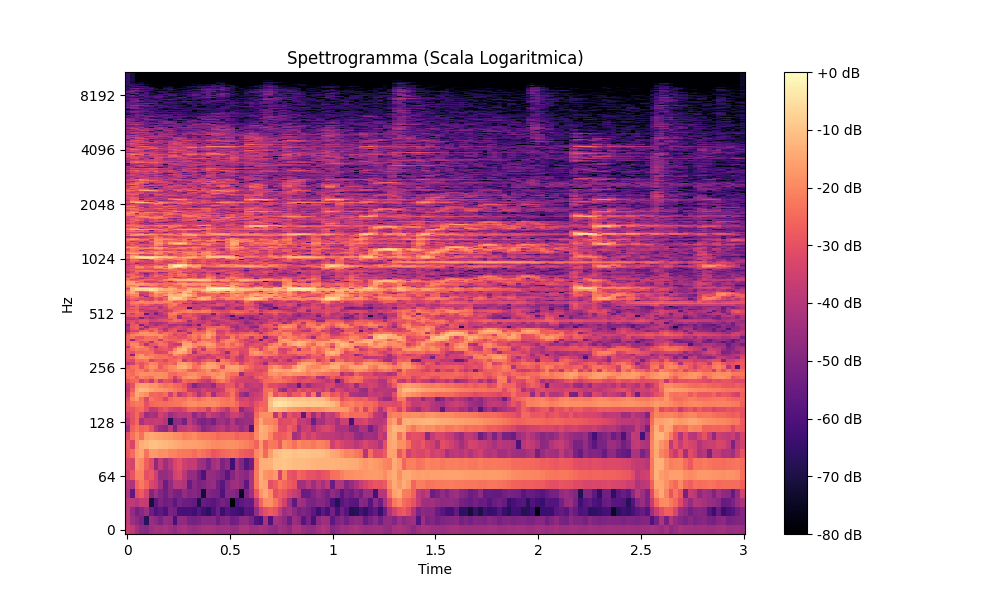 Spettrogramma (Scala Logaritmica)
8192
4096
2048
1024
512
256
128
64
0
Hz
0 0.5 1 1.5 2 2.5 3
Time
+0 dB
-10 dB
-20 dB
-30 dB
-40 dB
-50 dB
-60 dB
-70 dB
-80 dB